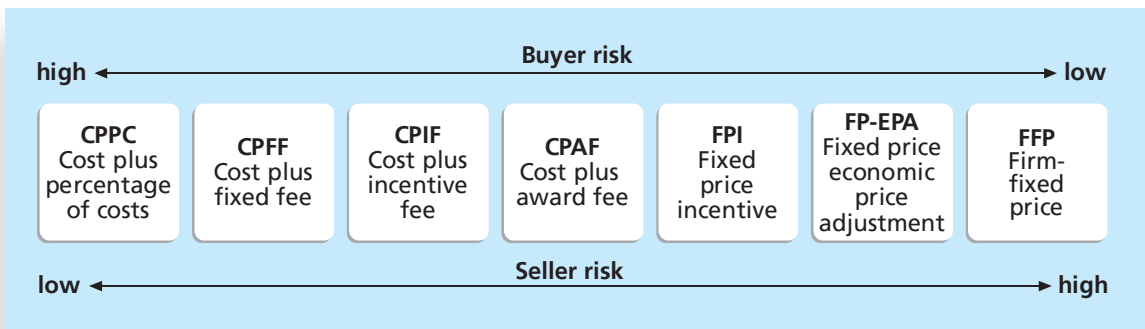 Buyer risk
high
low
CPPC
Cost plus
percentage
of costs
CPFF
Cost plus
fixed fee
CPIF
Cost plus
incentive
fee
CPAF
Cost plus
award fee
FPI
Fixed
price
incentive
FP-EPA
Fixed price
economic
price
adjustment
FFP
Firm-
fixed
price
Seller risk
low
high